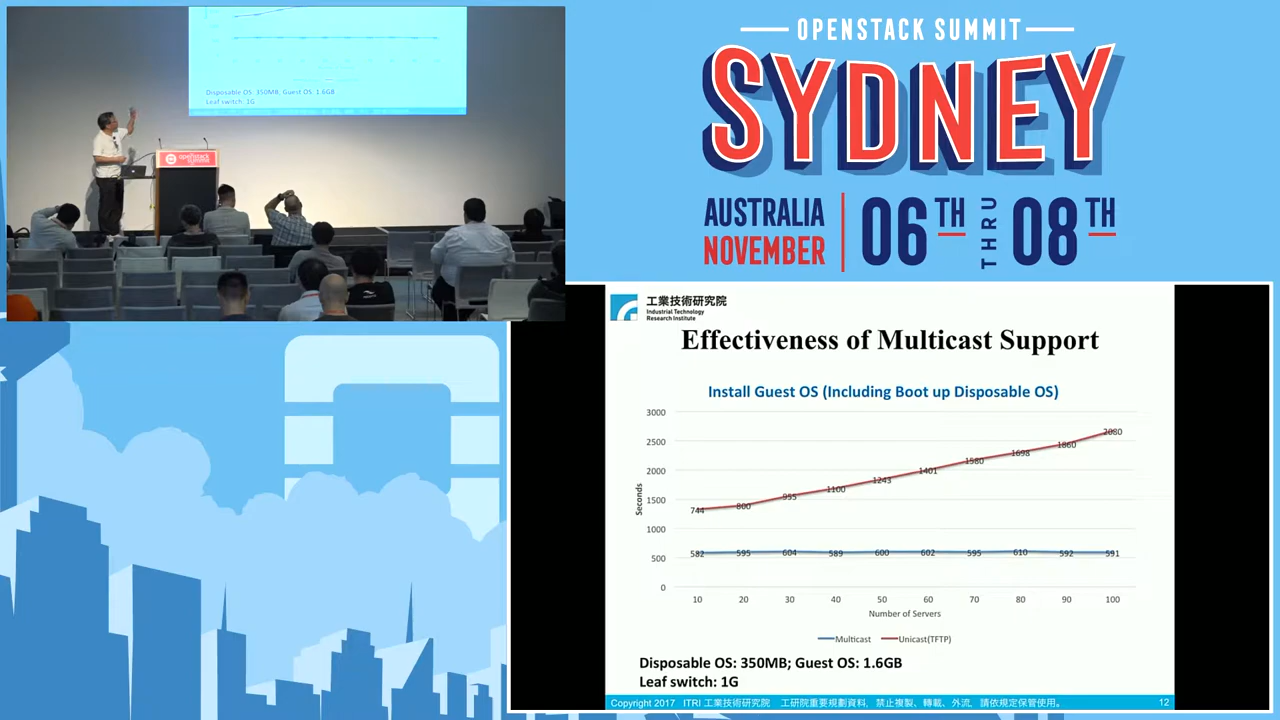 Disposable OS: 350MB, Guest OS: 1.6GB
Leaf switch: 1G
openstack
summit
OPENSTACK SUMMIT
SYDNEY
AUSTRALIA
NOVEMBER
06TH
THRU
08TH
工業技術研究院
Industrial Technology
Research Institute
Effectiveness of Multicast Support
Install Guest OS (Including Boot up Disposable OS)
Seconds
3000
2500
2000
1500
1000
500
0
744 800 955 1100 1243 1401 1580 1698 1860 2080
582 595 604 589 600 602 595 610 592 591
10 20 30 40 50 60 70 80 90 100
Number of Servers
Multicast Unicast(TFTP)
Disposable OS: 350MB; Guest OS: 1.6GB
Leaf switch: 1G
Copyright 2017 ITRI 工業技術研究院 工研院重要規劃資料, 禁止複製、轉載、外流, 請依規定保管使用。 12